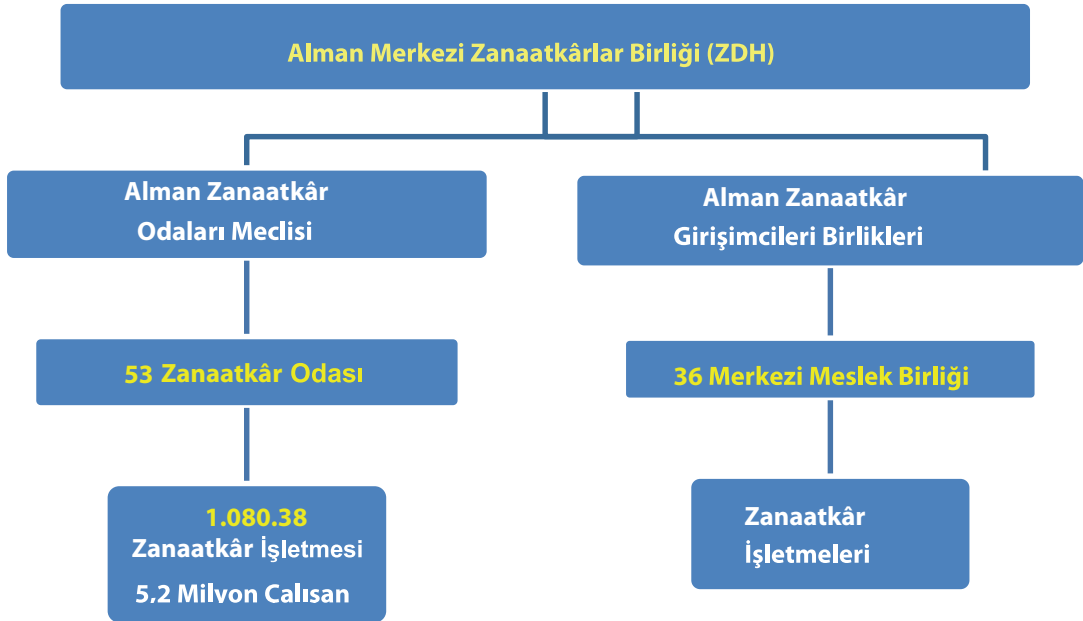 Alman Merkezi Zanaatkârlar Birliği (ZDH)
Alman Zanaatkâr
Odaları Meclisi
Alman Zanaatkâr
Girişimcileri Birlikleri
53 Zanaatkâr Odası
36 Merkezi Meslek Birliği
1.080.38
Zanaatkâr İşletmesi
5,2 Milyon Çalışan
Zanaatkâr
İşletmeleri